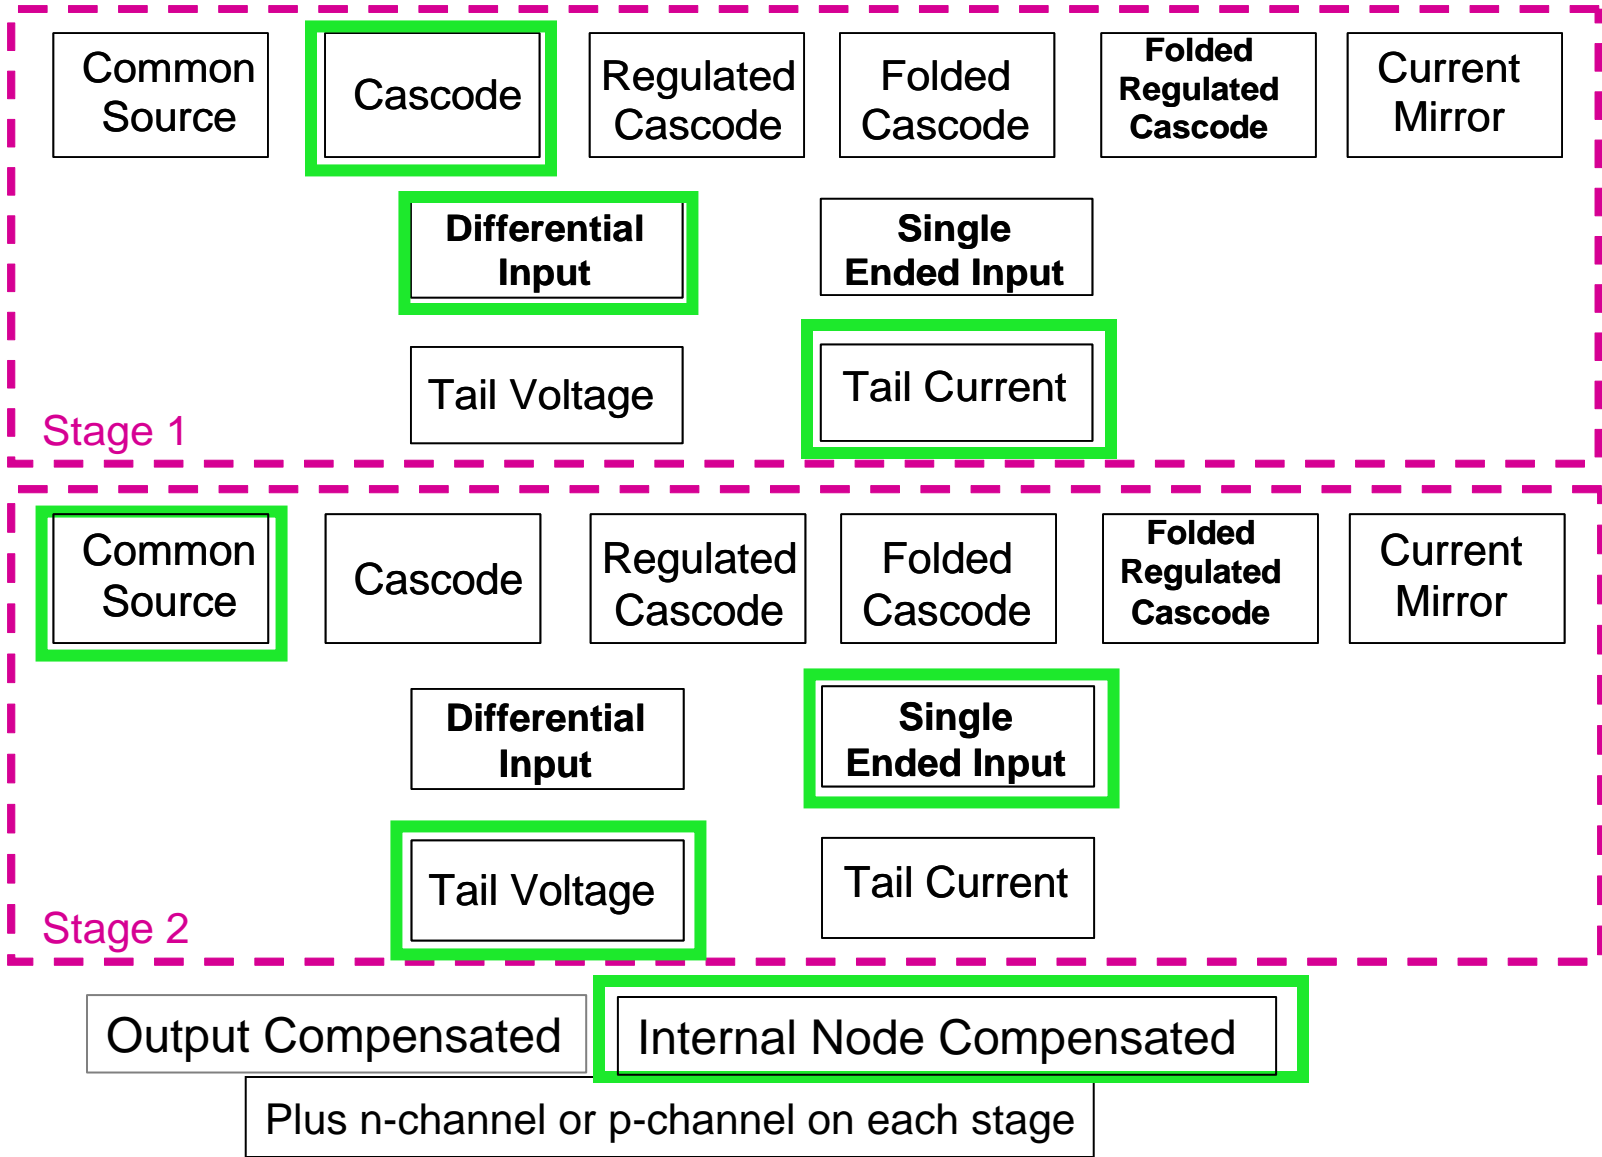 Common
Source
Cascode
Regulated
Cascode
Folded
Cascode
Folded
Regulated
Cascode
Current
Mirror
Differential
Input
Single
Ended Input
Tail Voltage
Tail Current
Stage 1
Common
Source
Cascode
Regulated
Cascode
Folded
Cascode
Folded
Regulated
Cascode
Current
Mirror
Differential
Input
Single
Ended Input
Tail Voltage
Tail Current
Stage 2
Output Compensated
Internal Node Compensated
Plus n-channel or p-channel on each stage